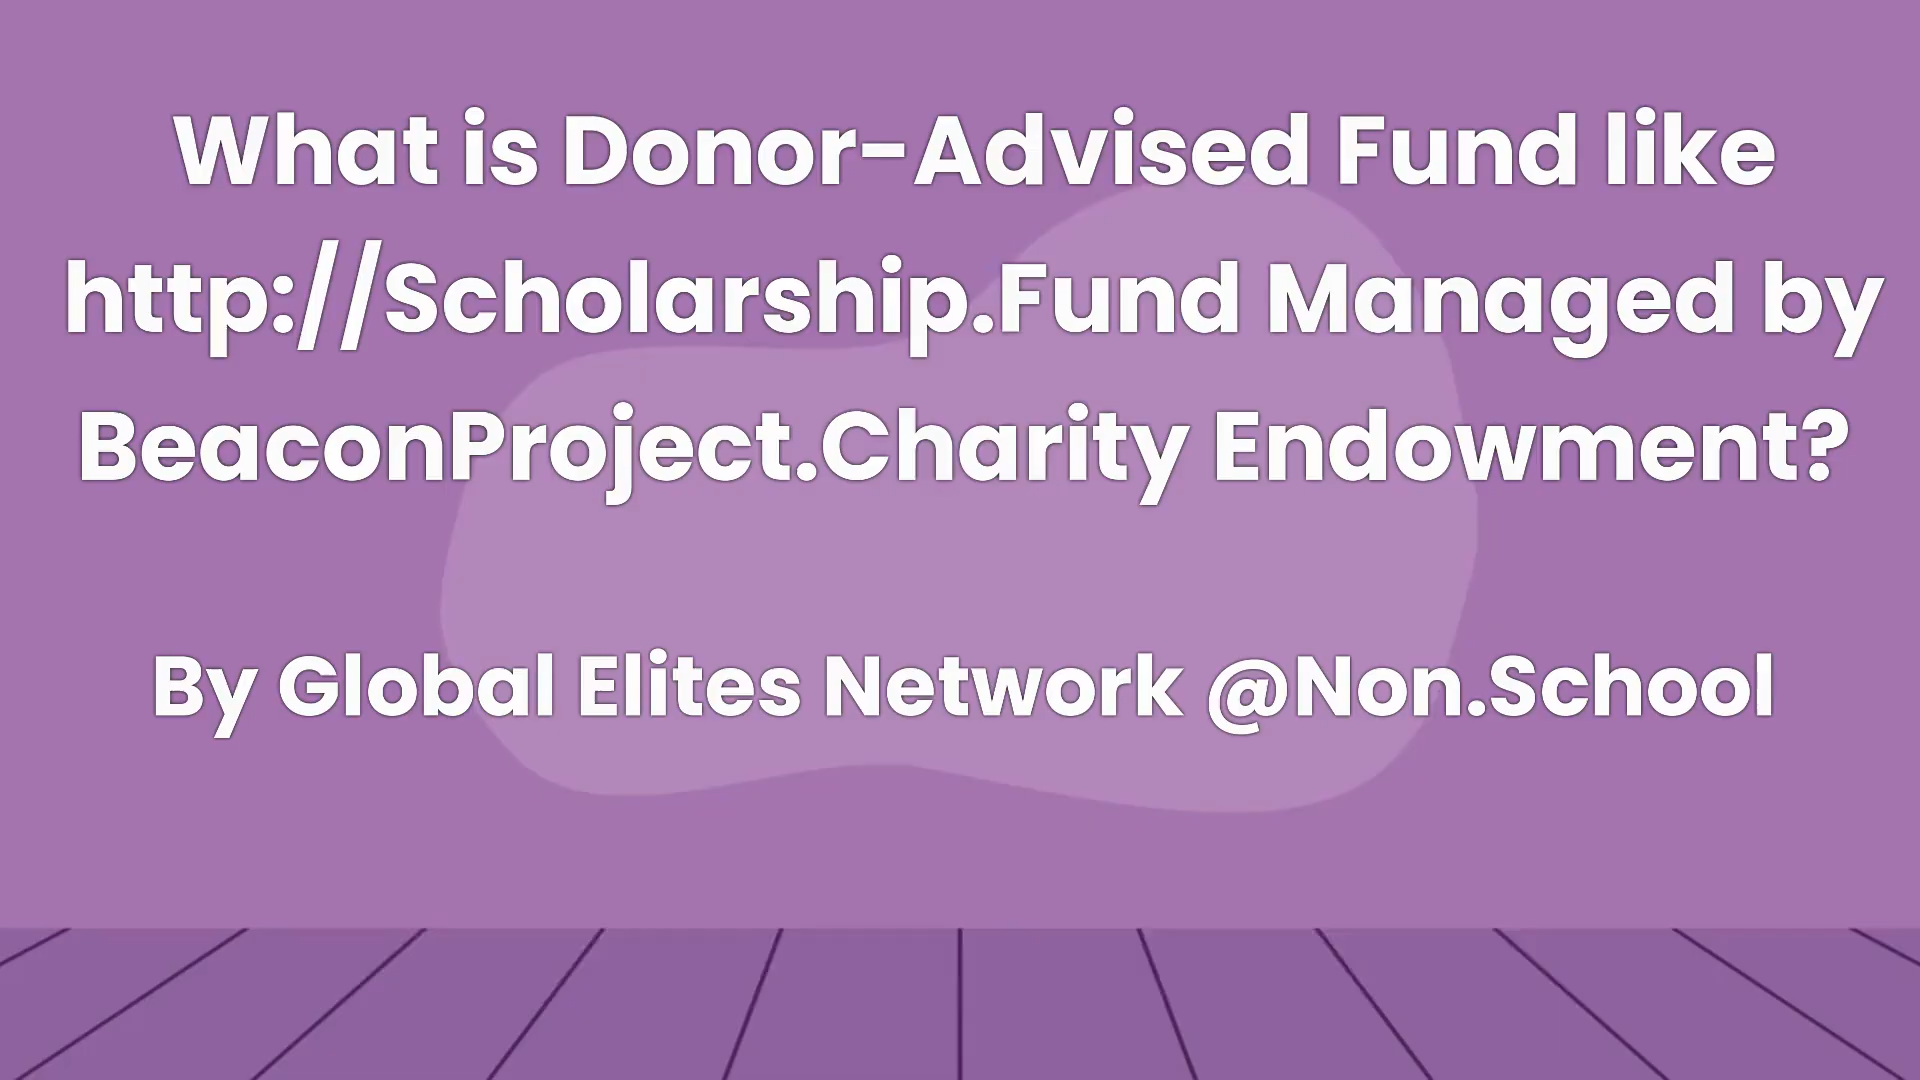 What is Donor-Advised Fund like
http://Scholarship.Fund Managed by
BeaconProject.Charity Endowment?
By Global Elites Network @Non.School